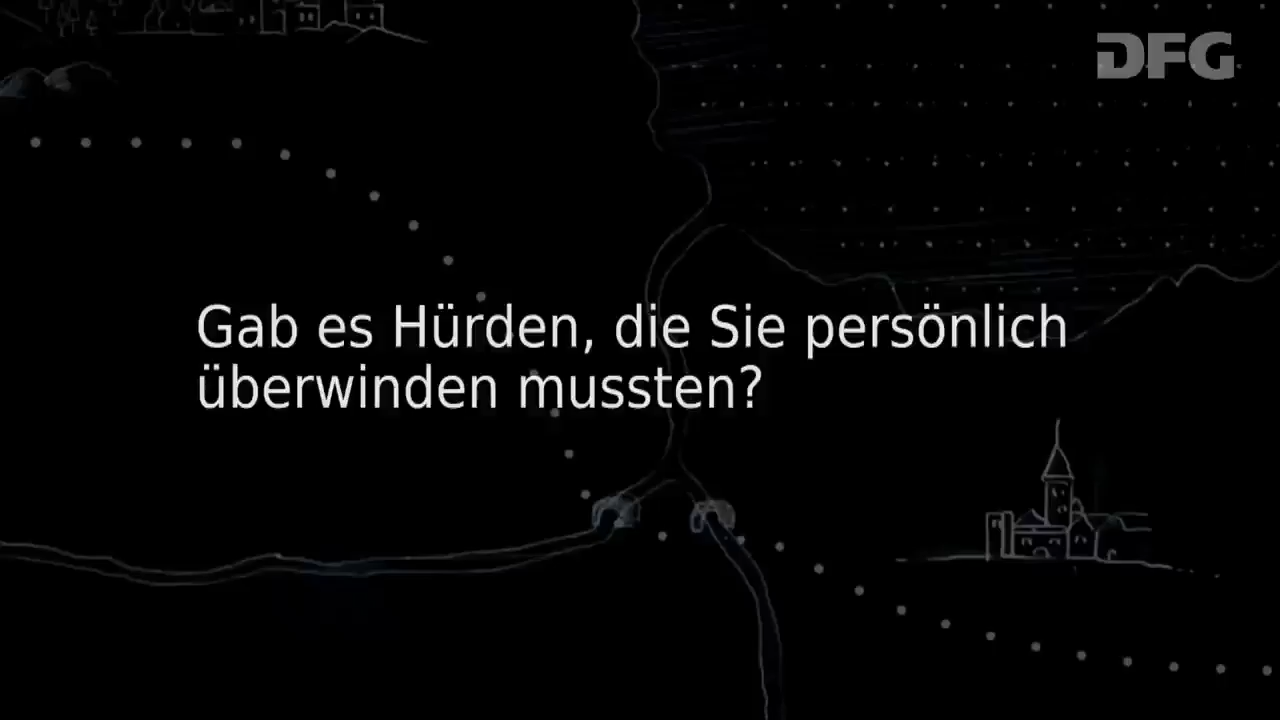 DFG
Gab es Hürden, die Sie persönlich
überwinden mussten?